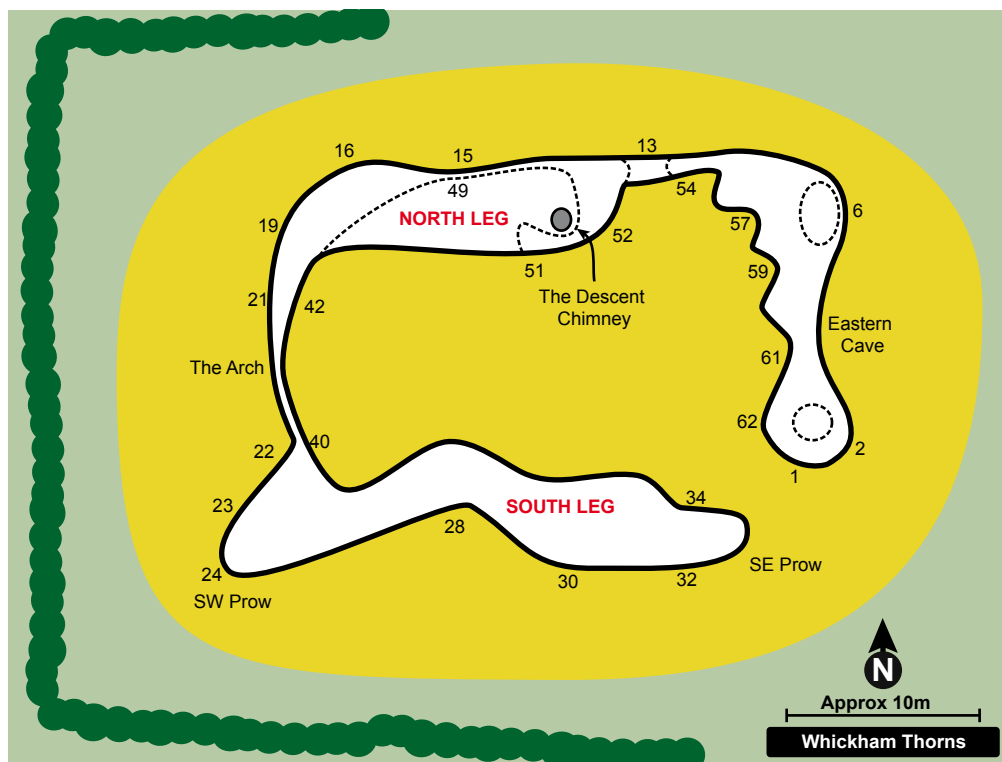 13
15
16
49
54
6
NORTH LEG
57
19
52
51
59
The Descent
Chimney
21
42
Eastern
Cave
61
The Arch
62
40
22
2
1
23
SOUTH LEG
34
28
SE Prow
24
30
32
SW Prow
N
Approx 10m
Whickham Thorns